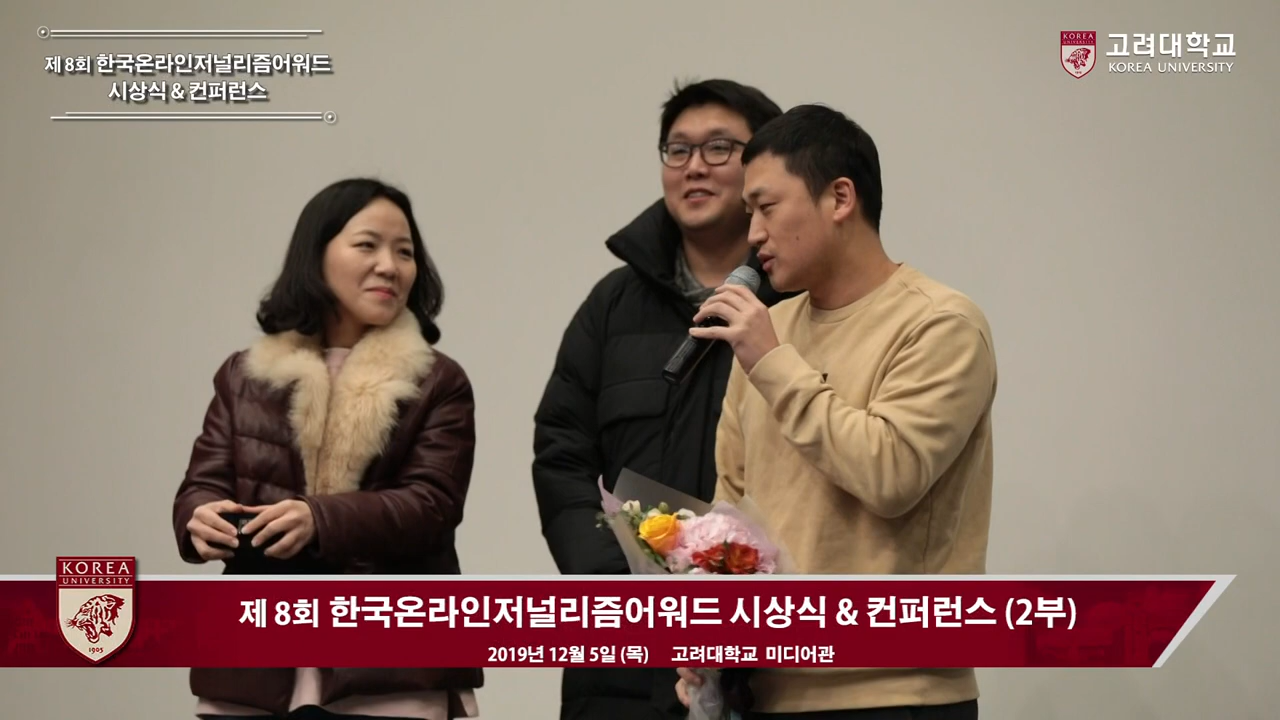 제 8회 한국온라인저널리즘어워드
시상식 & 컨퍼런스
KOREA
UNIVERSITY
고려대학교
KOREA UNIVERSITY
KOREA
UNIVERSITY
1905
제 8회 한국온라인저널리즘어워드 시상식 & 컨퍼런스 (2부)
2019년 12월 5일 (목) 고려대학교 미디어관